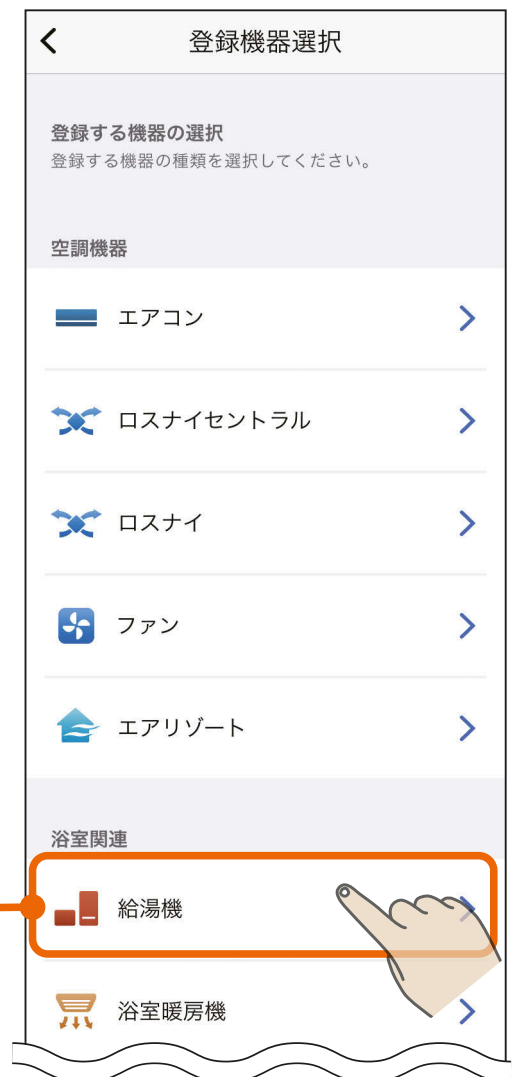 登録機器選択
登録する機器の選択
登録する機器の種類を選択してください。
空調機器
エアコン
ロスナイセントラル
ロスナイ
ファン
エアリゾート
浴室関連
給湯機
浴室暖房機